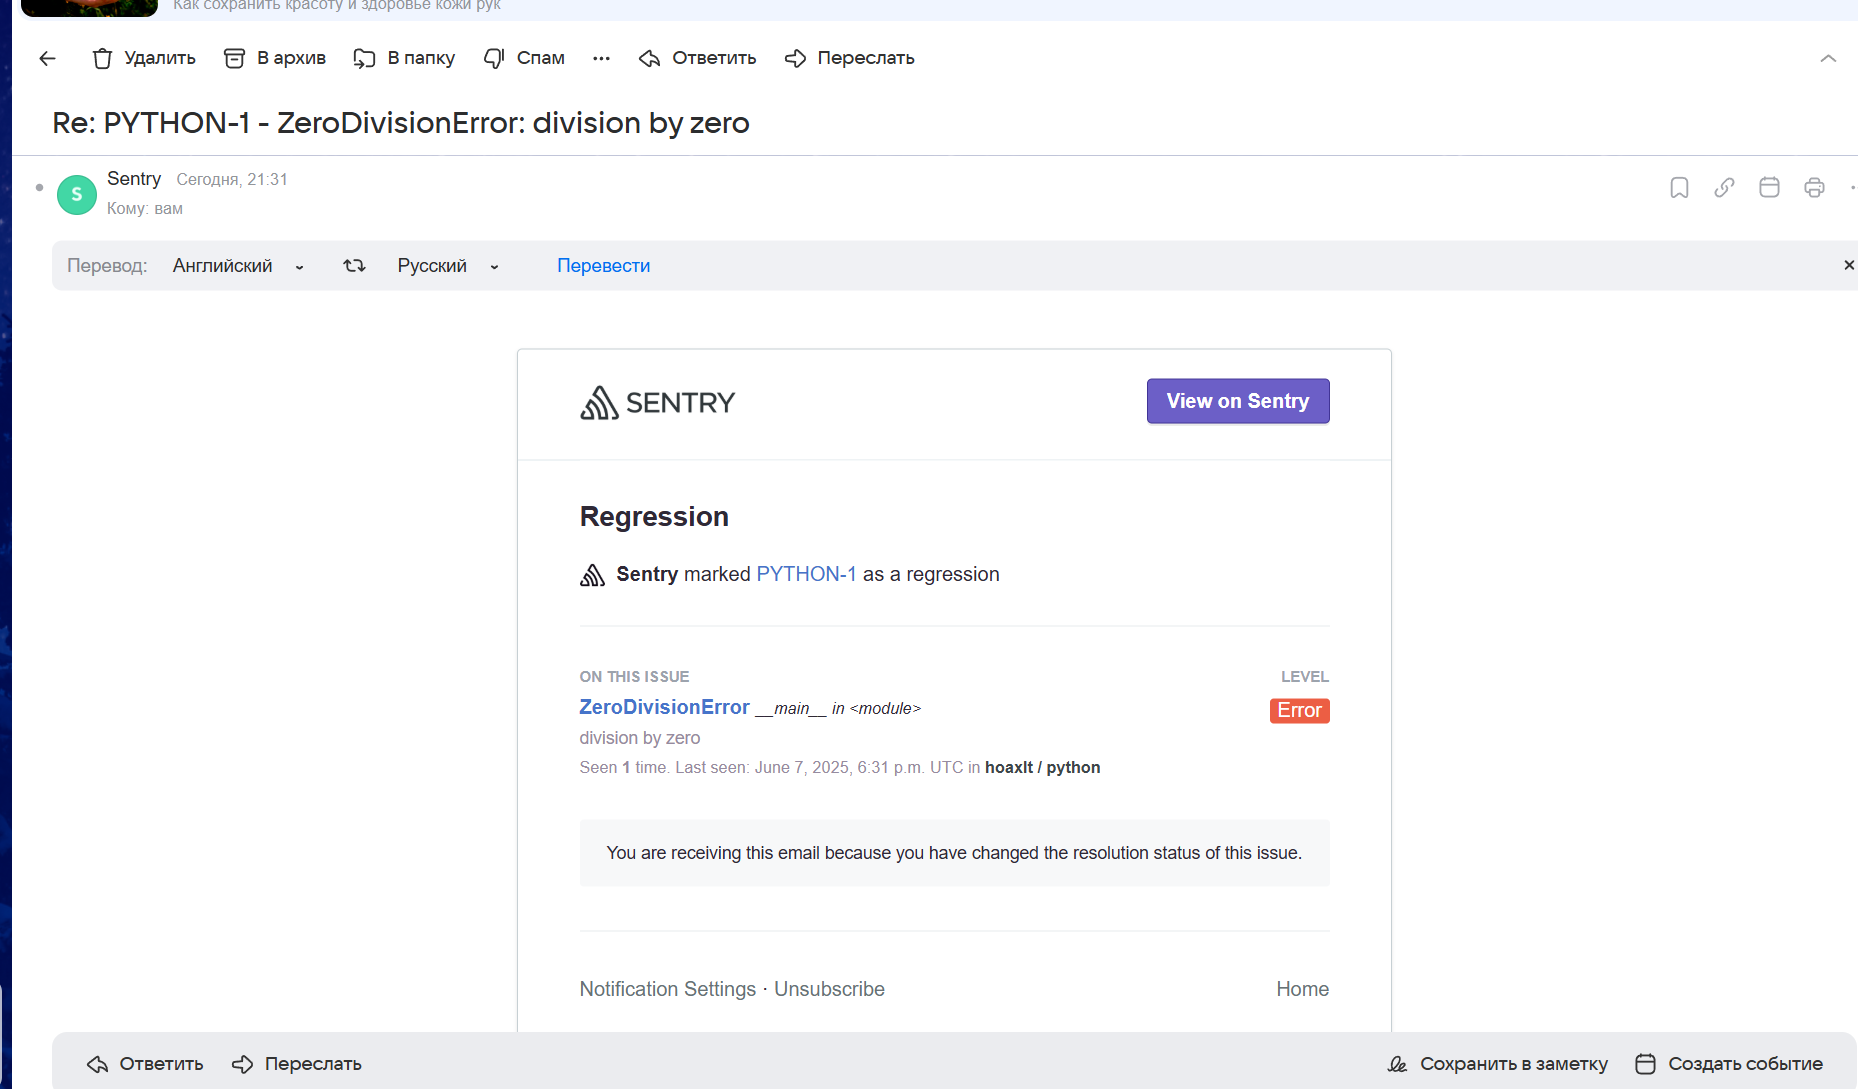 Как сохранить красоту и здоровье кожи рук
Удалить В архив В папку Спам ... Ответить Переслать
Re: PYTHON-1 - ZeroDivisionError: division by zero
S
Sentry Сегодня, 21:31
Кому: вам
Перевод: Английский Русский Перевести
SENTRY
View on Sentry
Regression
Sentry marked PYTHON-1 as a regression
ON THIS ISSUE LEVEL
ZeroDivisionError __main__ in <module> Error
division by zero
Seen 1 time. Last seen: June 7, 2025, 6:31 p.m. UTC in hoaxlt / python
You are receiving this email because you have changed the resolution status of this issue.
Notification Settings · Unsubscribe Home
Ответить Переслать Сохранить в заметку Создать событие